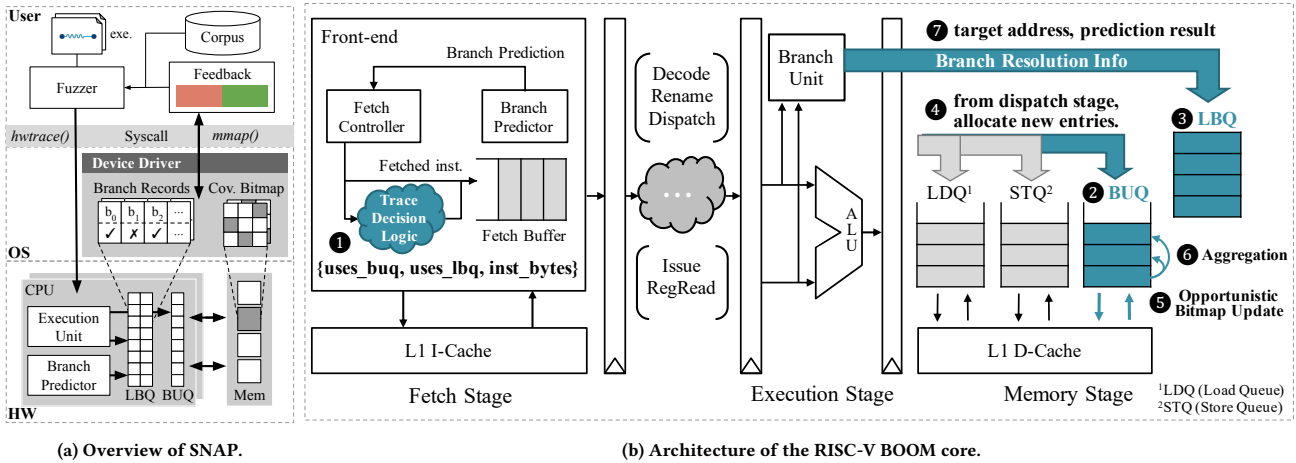 User
exe.
Corpus
Fuzzer
Feedback
hwtrace()
Syscall
mmap()
Device Driver
Branch Records
Cov. Bitmap
b0 b1 b2 ...
✓ ✗ ✓ ...
OS
CPU
Execution
Unit
Branch
Predictor
LBQ
BUQ
Mem
HW
(a) Overview of SNAP.
Front-end
Branch Prediction
Fetch
Controller
Branch
Predictor
Fetched inst.
Trace
Decision
Logic
Fetch Buffer
1
{uses_buq, uses_lbq, inst_bytes}
L1 I-Cache
Fetch Stage
Decode
Rename
Dispatch
...
Issue
RegRead
Branch
Unit
ALU
Execution Stage
7 target address, prediction result
Branch Resolution Info
4 from dispatch stage,
allocate new entries.
3 LBQ
LDQ1
STQ2
2 BUQ
6 Aggregation
5 Opportunistic
Bitmap Update
L1 D-Cache
Memory Stage
1LDQ (Load Queue)
2STQ (Store Queue)
(b) Architecture of the RISC-V BOOM core.